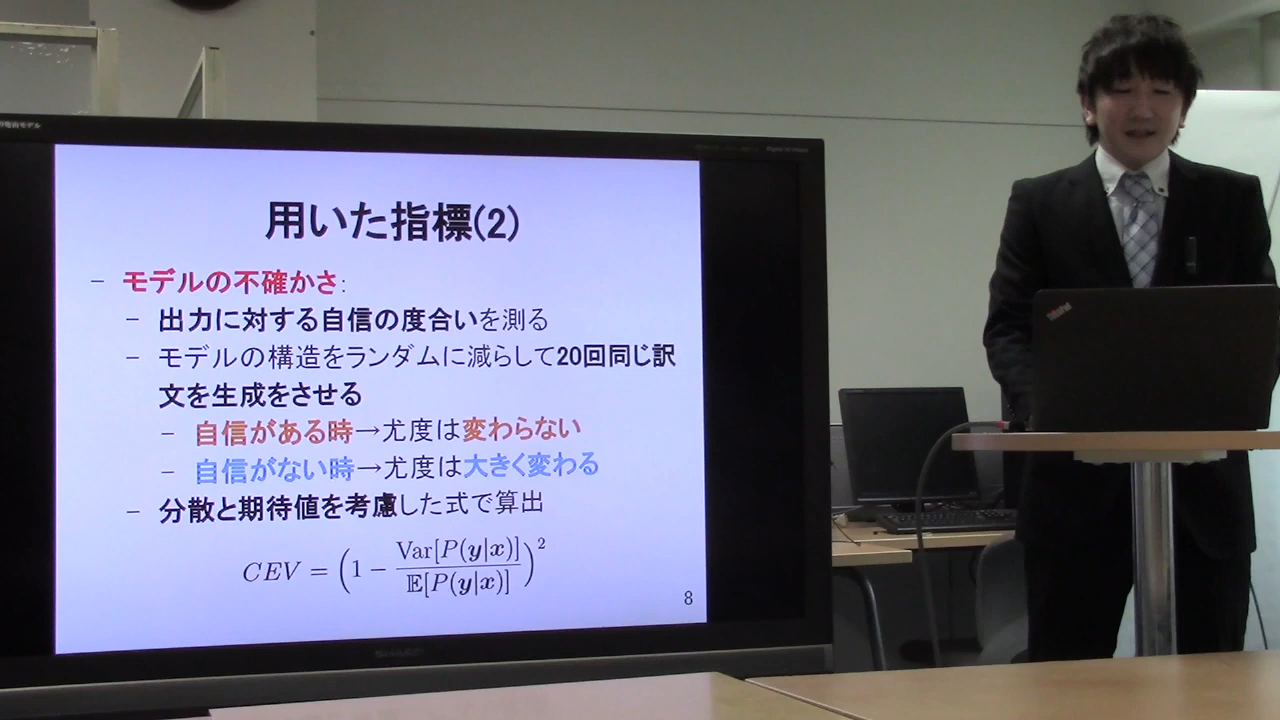 用いた指標(2)
– モデルの不確かさ:
– 出力に対する自信の度合いを測る
– モデルの構造をランダムに減らして20回同じ訳
文を生成をさせる
– 自信がある時→尤度は変わらない
– 自信がない時→尤度は大きく変わる
– 分散と期待値を考慮した式で算出
CEV = (1 − Var[P(y|x)] / 𝔼[P(y|x)])²
8
ThinkPad